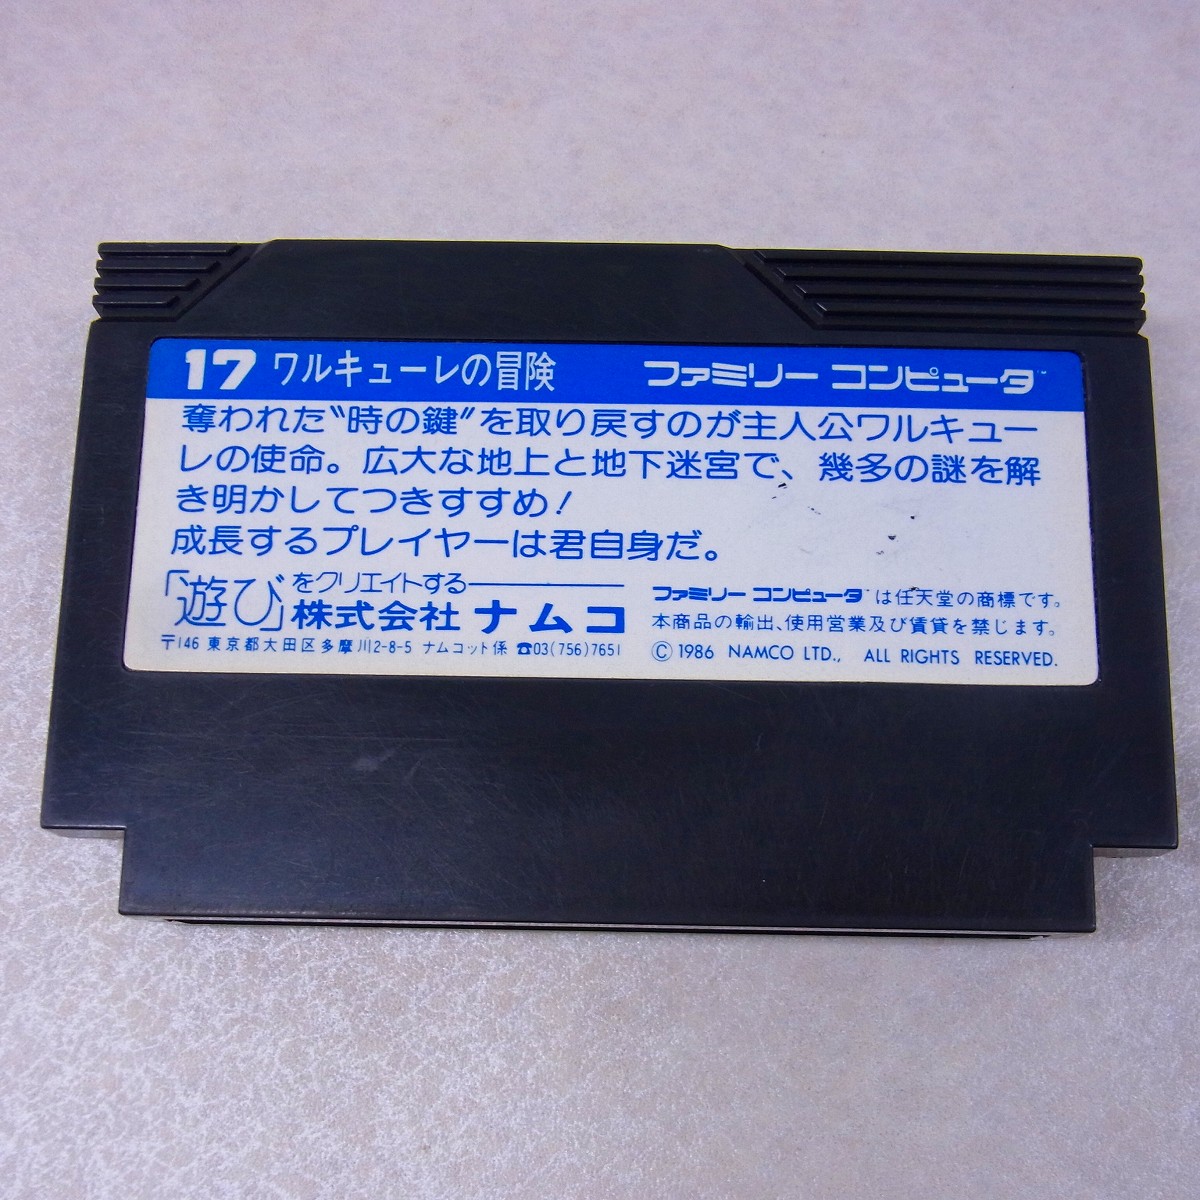 17 ワルキューレの冒険 ファミリー コンピュータ™
奪われた〝時の鍵〟を取り戻すのが主人公ワルキュー
レの使命。広大な地上と地下迷宮で、幾多の謎を解
き明かしてつきすすめ!
成長するプレイヤーは君自身だ。
「遊び」をクリエイトする
株式会社 ナムコ
〒146 東京都大田区多摩川2-8-5 ナムコット係 ☎03(756)7651
ファミリー コンピュータ™は任天堂の商標です。
本商品の輸出、使用営業及び賃貸を禁じます。
Ⓒ 1986 NAMCO LTD., ALL RIGHTS RESERVED.